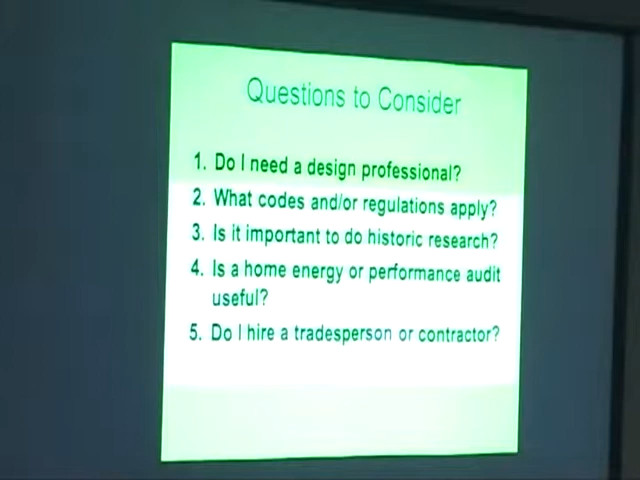 Questions to Consider
1. Do I need a design professional?
2. What codes and/or regulations apply?
3. Is it important to do historic research?
4. Is a home energy or performance audit
useful?
5. Do I hire a tradesperson or contractor?